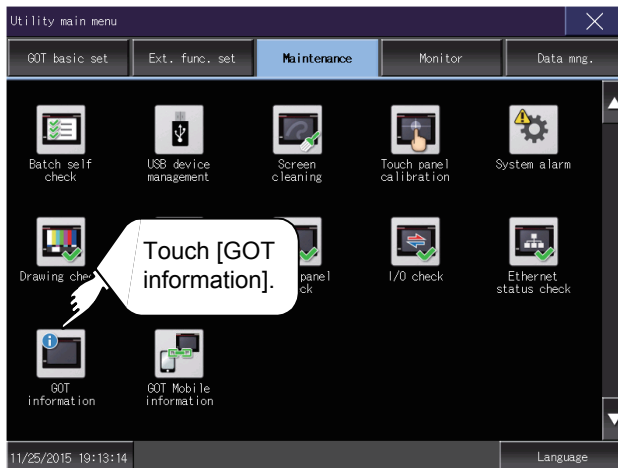 Utility main menu
GOT basic set
Ext. func. set
Maintenance
Monitor
Data mng.
Batch self
check
USB device
management
Screen
cleaning
Touch panel
calibration
System alarm
Drawing
Touch [GOT
information].
panel
I/O check
Ethernet
status check
GOT
information
GOT Mobile
information
11/25/2015 19:13:14
Language